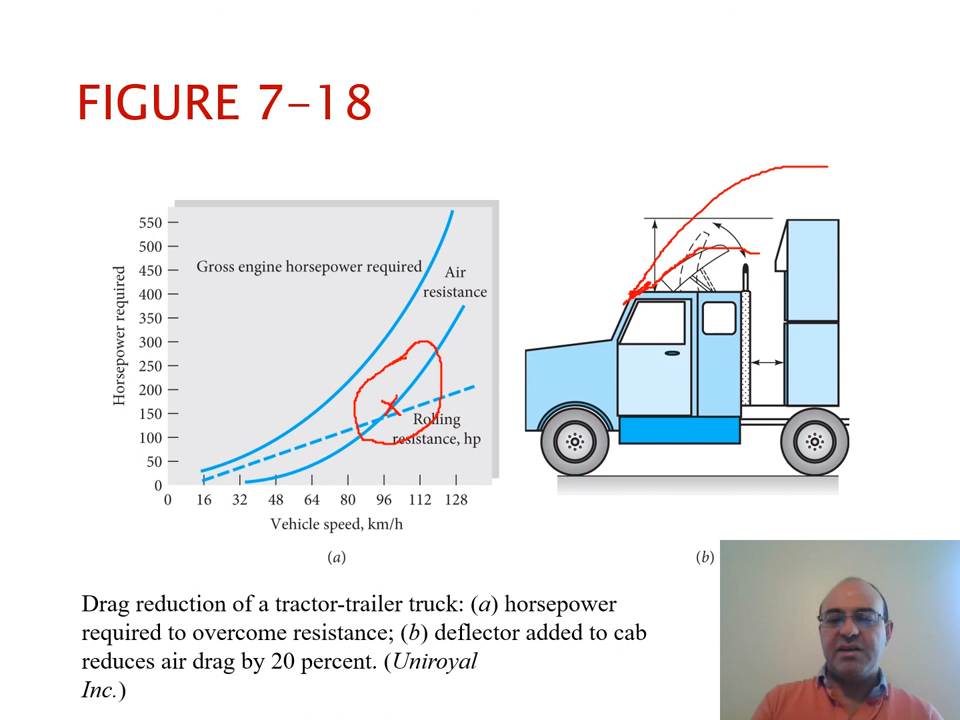 FIGURE 7–18
550
500
450
400
350
300
250
200
150
100
50
0
Horsepower required
Gross engine horsepower required
Air
resistance
Rolling
resistance, hp
0 16 32 48 64 80 96 112 128
Vehicle speed, km/h
(a)
(b)
Drag reduction of a tractor-trailer truck: (a) horsepower
required to overcome resistance; (b) deflector added to cab
reduces air drag by 20 percent. (Uniroyal
Inc.)